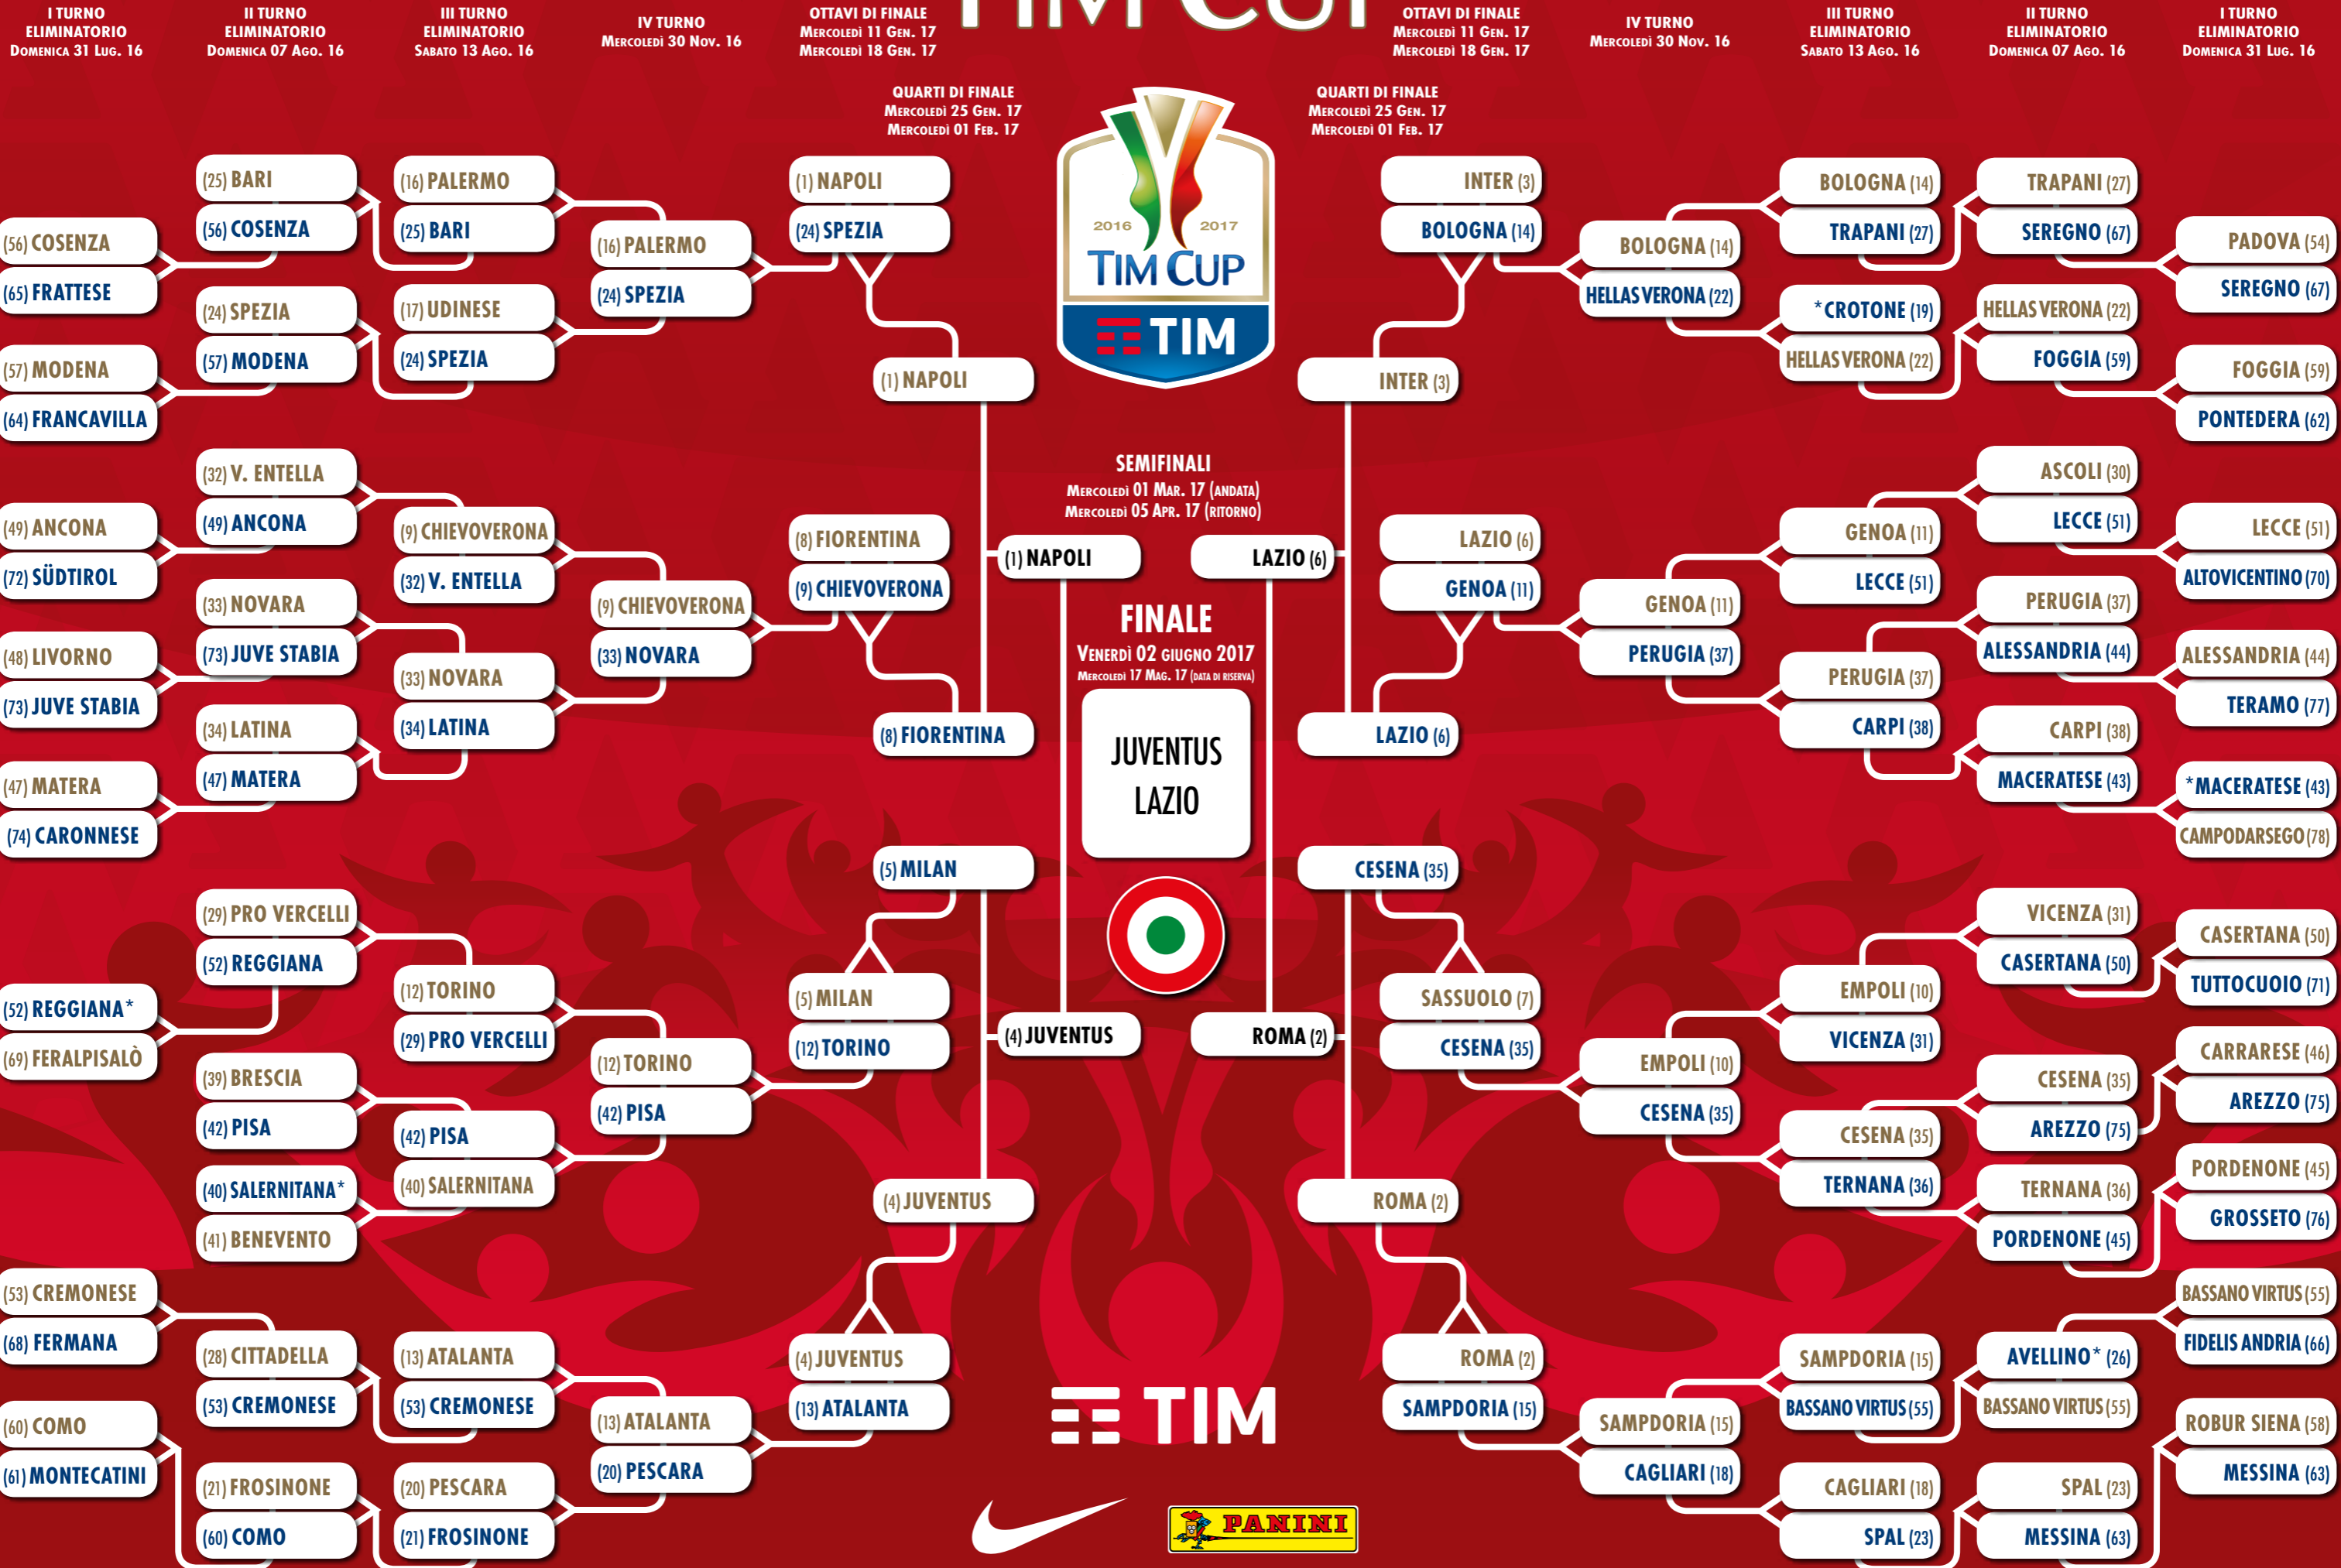 TIM CUP
I TURNO
ELIMINATORIO
DOMENICA 31 LUG. 16
II TURNO
ELIMINATORIO
DOMENICA 07 AGO. 16
III TURNO
ELIMINATORIO
SABATO 13 AGO. 16
IV TURNO
MERCOLEDÌ 30 NOV. 16
OTTAVI DI FINALE
MERCOLEDÌ 11 GEN. 17
MERCOLEDÌ 18 GEN. 17
OTTAVI DI FINALE
MERCOLEDÌ 11 GEN. 17
MERCOLEDÌ 18 GEN. 17
IV TURNO
MERCOLEDÌ 30 NOV. 16
III TURNO
ELIMINATORIO
SABATO 13 AGO. 16
II TURNO
ELIMINATORIO
DOMENICA 07 AGO. 16
I TURNO
ELIMINATORIO
DOMENICA 31 LUG. 16
QUARTI DI FINALE
MERCOLEDÌ 25 GEN. 17
MERCOLEDÌ 01 FEB. 17
QUARTI DI FINALE
MERCOLEDÌ 25 GEN. 17
MERCOLEDÌ 01 FEB. 17
(56) COSENZA
(65) FRATTESE
(57) MODENA
(64) FRANCAVILLA
(49) ANCONA
(72) SÜDTIROL
(48) LIVORNO
(73) JUVE STABIA
(47) MATERA
(74) CARONNESE
(52) REGGIANA*
(69) FERALPISALÒ
(53) CREMONESE
(68) FERMANA
(60) COMO
(61) MONTECATINI
(25) BARI
(56) COSENZA
(24) SPEZIA
(57) MODENA
(32) V. ENTELLA
(49) ANCONA
(33) NOVARA
(73) JUVE STABIA
(34) LATINA
(47) MATERA
(29) PRO VERCELLI
(52) REGGIANA
(39) BRESCIA
(42) PISA
(40) SALERNITANA*
(41) BENEVENTO
(28) CITTADELLA
(53) CREMONESE
(21) FROSINONE
(60) COMO
(16) PALERMO
(25) BARI
(17) UDINESE
(24) SPEZIA
(9) CHIEVOVERONA
(32) V. ENTELLA
(33) NOVARA
(34) LATINA
(12) TORINO
(29) PRO VERCELLI
(42) PISA
(40) SALERNITANA
(13) ATALANTA
(53) CREMONESE
(20) PESCARA
(21) FROSINONE
(16) PALERMO
(24) SPEZIA
(9) CHIEVOVERONA
(33) NOVARA
(12) TORINO
(42) PISA
(13) ATALANTA
(20) PESCARA
(1) NAPOLI
(24) SPEZIA
(8) FIORENTINA
(9) CHIEVOVERONA
(5) MILAN
(12) TORINO
(4) JUVENTUS
(13) ATALANTA
(1) NAPOLI
(8) FIORENTINA
(5) MILAN
(4) JUVENTUS
2016 2017
TIM CUP
TIM
SEMIFINALI
MERCOLEDÌ 01 MAR. 17 (ANDATA)
MERCOLEDÌ 05 APR. 17 (RITORNO)
(1) NAPOLI
LAZIO (6)
FINALE
VENERDÌ 02 GIUGNO 2017
MERCOLEDÌ 17 MAG. 17 (DATA DI RISERVA)
JUVENTUS
LAZIO
(4) JUVENTUS
ROMA (2)
TIM
PANINI
INTER (3)
LAZIO (6)
CESENA (35)
ROMA (2)
INTER (3)
BOLOGNA (14)
LAZIO (6)
GENOA (11)
SASSUOLO (7)
CESENA (35)
ROMA (2)
SAMPDORIA (15)
BOLOGNA (14)
HELLAS VERONA (22)
GENOA (11)
PERUGIA (37)
EMPOLI (10)
CESENA (35)
SAMPDORIA (15)
CAGLIARI (18)
BOLOGNA (14)
TRAPANI (27)
*CROTONE (19)
HELLAS VERONA (22)
GENOA (11)
LECCE (51)
PERUGIA (37)
CARPI (38)
EMPOLI (10)
VICENZA (31)
CESENA (35)
TERNANA (36)
SAMPDORIA (15)
BASSANO VIRTUS (55)
CAGLIARI (18)
SPAL (23)
TRAPANI (27)
SEREGNO (67)
HELLAS VERONA (22)
FOGGIA (59)
ASCOLI (30)
LECCE (51)
PERUGIA (37)
ALESSANDRIA (44)
CARPI (38)
MACERATESE (43)
VICENZA (31)
CASERTANA (50)
CESENA (35)
AREZZO (75)
TERNANA (36)
PORDENONE (45)
AVELLINO* (26)
BASSANO VIRTUS (55)
SPAL (23)
MESSINA (63)
PADOVA (54)
SEREGNO (67)
FOGGIA (59)
PONTEDERA (62)
LECCE (51)
ALTOVICENTINO (70)
ALESSANDRIA (44)
TERAMO (77)
*MACERATESE (43)
CAMPODARSEGO (78)
CASERTANA (50)
TUTTOCUOIO (71)
CARRARESE (46)
AREZZO (75)
PORDENONE (45)
GROSSETO (76)
BASSANO VIRTUS (55)
FIDELIS ANDRIA (66)
ROBUR SIENA (58)
MESSINA (63)